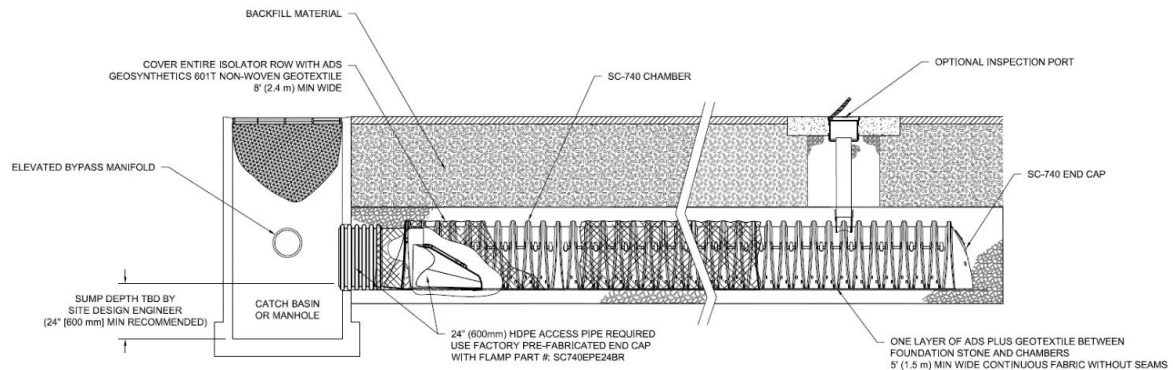 BACKFILL MATERIAL
COVER ENTIRE ISOLATOR ROW WITH ADS
GEOSYNTHETICS 601T NON-WOVEN GEOTEXTILE
8' (2.4 m) MIN WIDE
SC-740 CHAMBER
OPTIONAL INSPECTION PORT
ELEVATED BYPASS MANIFOLD
SC-740 END CAP
SUMP DEPTH TBD BY
SITE DESIGN ENGINEER
(24" [600 mm] MIN RECOMMENDED)
CATCH BASIN
OR MANHOLE
24" (600mm) HDPE ACCESS PIPE REQUIRED
USE FACTORY PRE-FABRICATED END CAP
WITH FLAMP PART #: SC740EPE24BR
ONE LAYER OF ADS PLUS GEOTEXTILE BETWEEN
FOUNDATION STONE AND CHAMBERS
5' (1.5 m) MIN WIDE CONTINUOUS FABRIC WITHOUT SEAMS